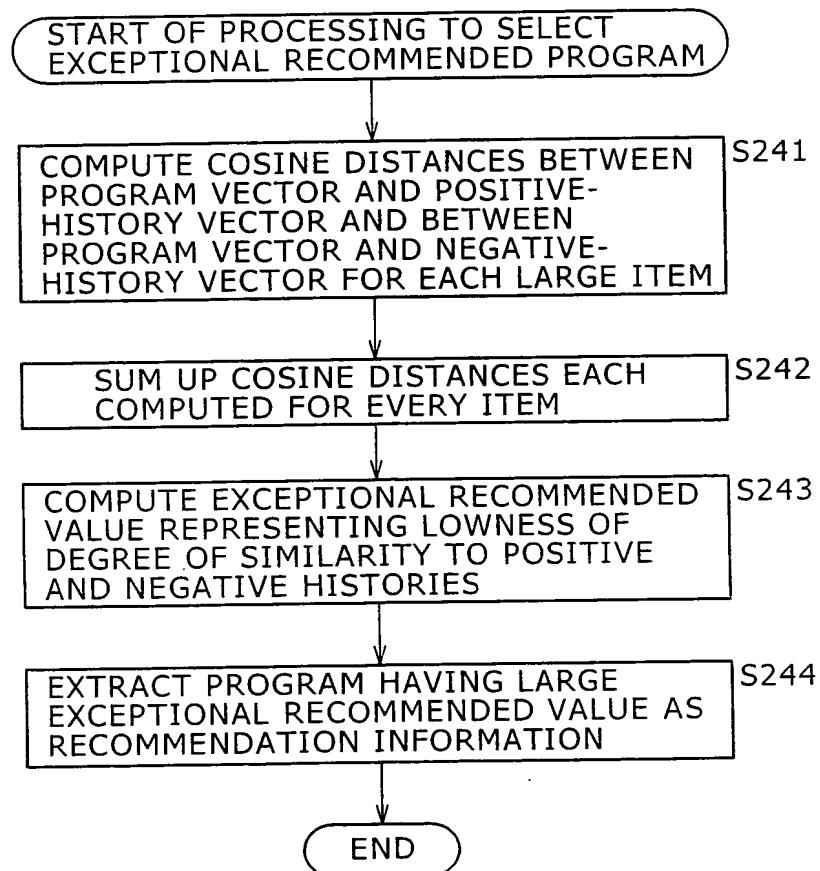 START OF PROCESSING TO SELECT
EXCEPTIONAL RECOMMENDED PROGRAM
S241
COMPUTE COSINE DISTANCES BETWEEN
PROGRAM VECTOR AND POSITIVE-
HISTORY VECTOR AND BETWEEN
PROGRAM VECTOR AND NEGATIVE-
HISTORY VECTOR FOR EACH LARGE ITEM
S242
SUM UP COSINE DISTANCES EACH
COMPUTED FOR EVERY ITEM
S243
COMPUTE EXCEPTIONAL RECOMMENDED
VALUE REPRESENTING LOWNESS OF
DEGREE OF SIMILARITY TO POSITIVE
AND NEGATIVE HISTORIES
S244
EXTRACT PROGRAM HAVING LARGE
EXCEPTIONAL RECOMMENDED VALUE AS
RECOMMENDATION INFORMATION
END